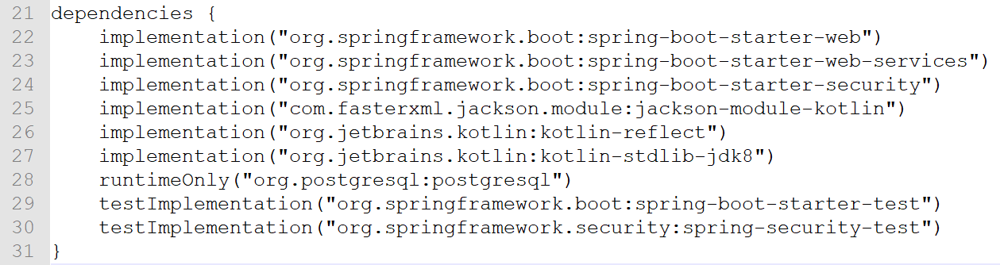 21 dependencies {
22     implementation("org.springframework.boot:spring-boot-starter-web")
23     implementation("org.springframework.boot:spring-boot-starter-web-services")
24     implementation("org.springframework.boot:spring-boot-starter-security")
25     implementation("com.fasterxml.jackson.module:jackson-module-kotlin")
26     implementation("org.jetbrains.kotlin:kotlin-reflect")
27     implementation("org.jetbrains.kotlin:kotlin-stdlib-jdk8")
28     runtimeOnly("org.postgresql:postgresql")
29     testImplementation("org.springframework.boot:spring-boot-starter-test")
30     testImplementation("org.springframework.security:spring-security-test")
31 }